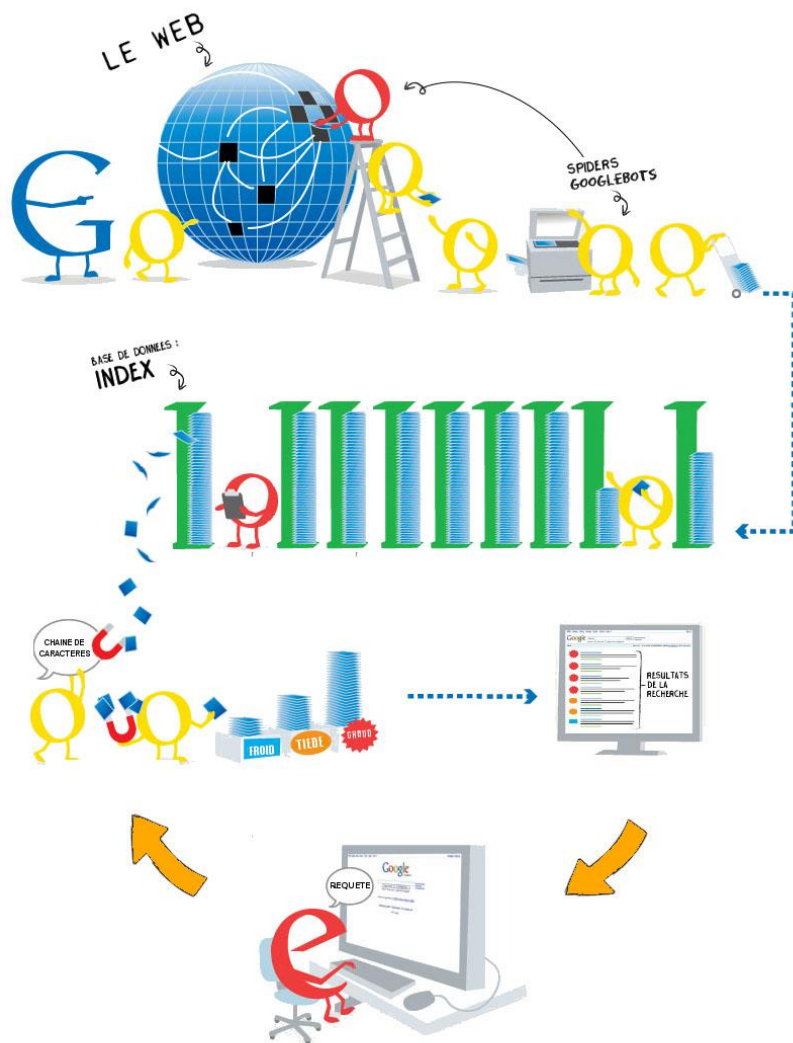 LE WEB
SPIDERS
GOOGLEBOTS
BASE DE DONNEES :
INDEX
CHAINE DE
CARACTERES
FROID
TIEDE
CHAUD
Google
RESULTATS
DE LA
RECHERCHE
Google
REQUETE